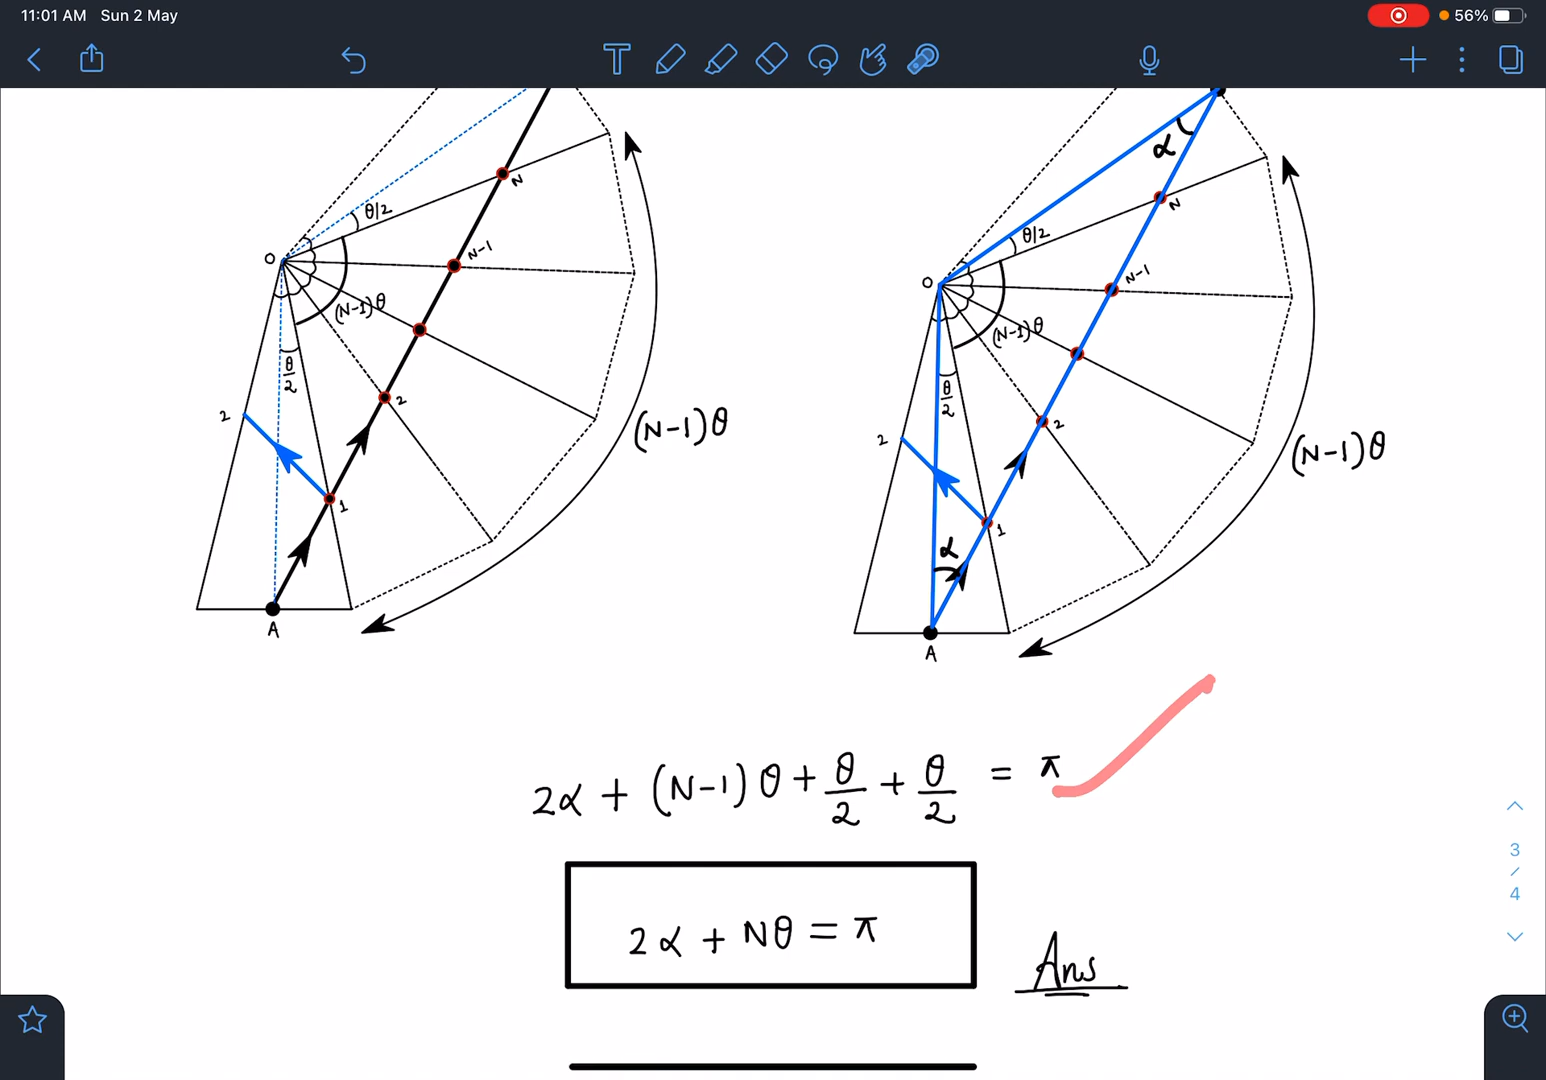 11:01 AM Sun 2 May
56%
N
θ/2
O
N-1
(N-1)θ
θ/2
2
2
1
(N-1)θ
A
α
N
θ/2
O
N-1
(N-1)θ
θ/2
2
2
1
α
(N-1)θ
A
2α + (N-1)θ + θ/2 + θ/2 = π
2α + Nθ = π
Ans
3
/
4